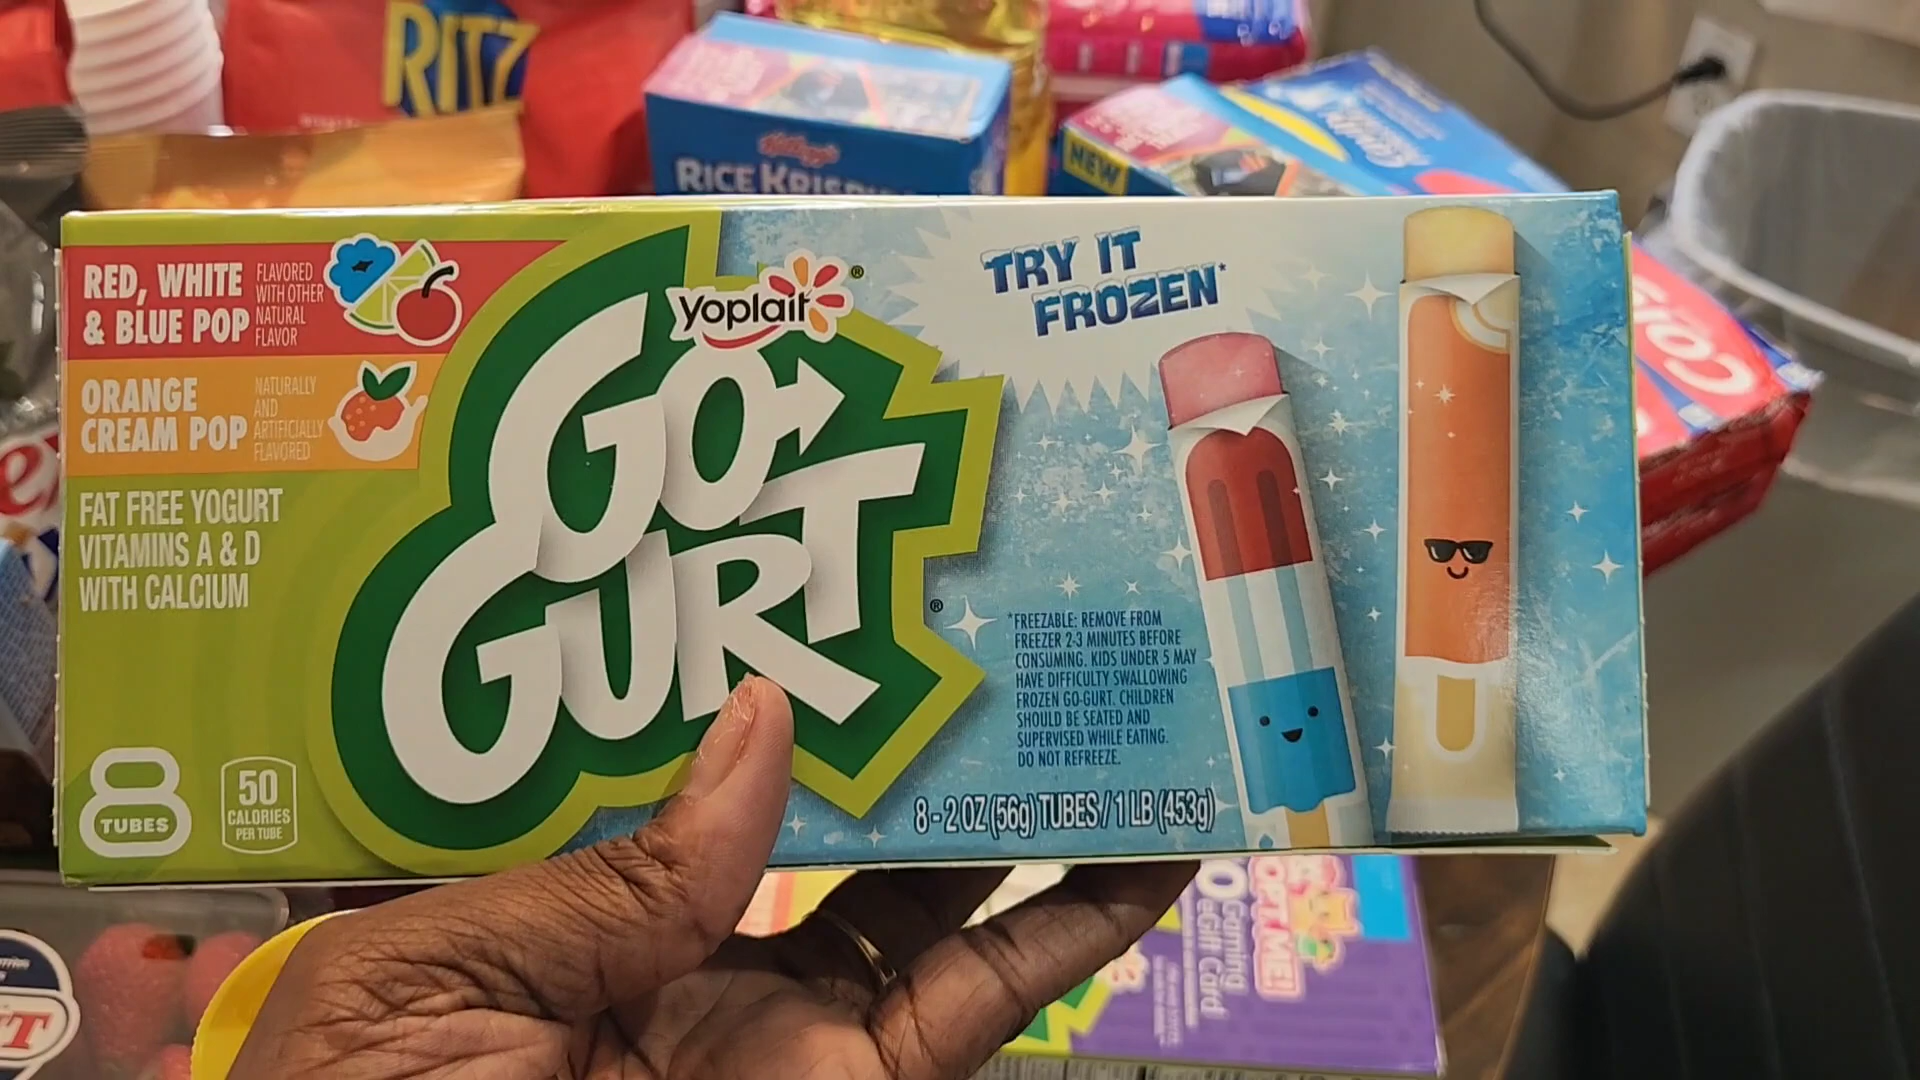 RITZ
Kellogg's
RICE KRISPI
NEW
RED, WHITE
& BLUE POP
FLAVORED
WITH OTHER
NATURAL
FLAVOR
ORANGE
CREAM POP
NATURALLY
AND
ARTIFICIALLY
FLAVORED
FAT FREE YOGURT
VITAMINS A & D
WITH CALCIUM
8
TUBES
50
CALORIES
PER TUBE
Yoplait®
GO
GURT®
TRY IT
FROZEN*
*FREEZABLE: REMOVE FROM
FREEZER 2-3 MINUTES BEFORE
CONSUMING. KIDS UNDER 5 MAY
HAVE DIFFICULTY SWALLOWING
FROZEN GO-GURT. CHILDREN
SHOULD BE SEATED AND
SUPERVISED WHILE EATING.
DO NOT REFREEZE.
8 - 2 OZ (56g) TUBES / 1 LB (453g)
Gaming
eGift Card